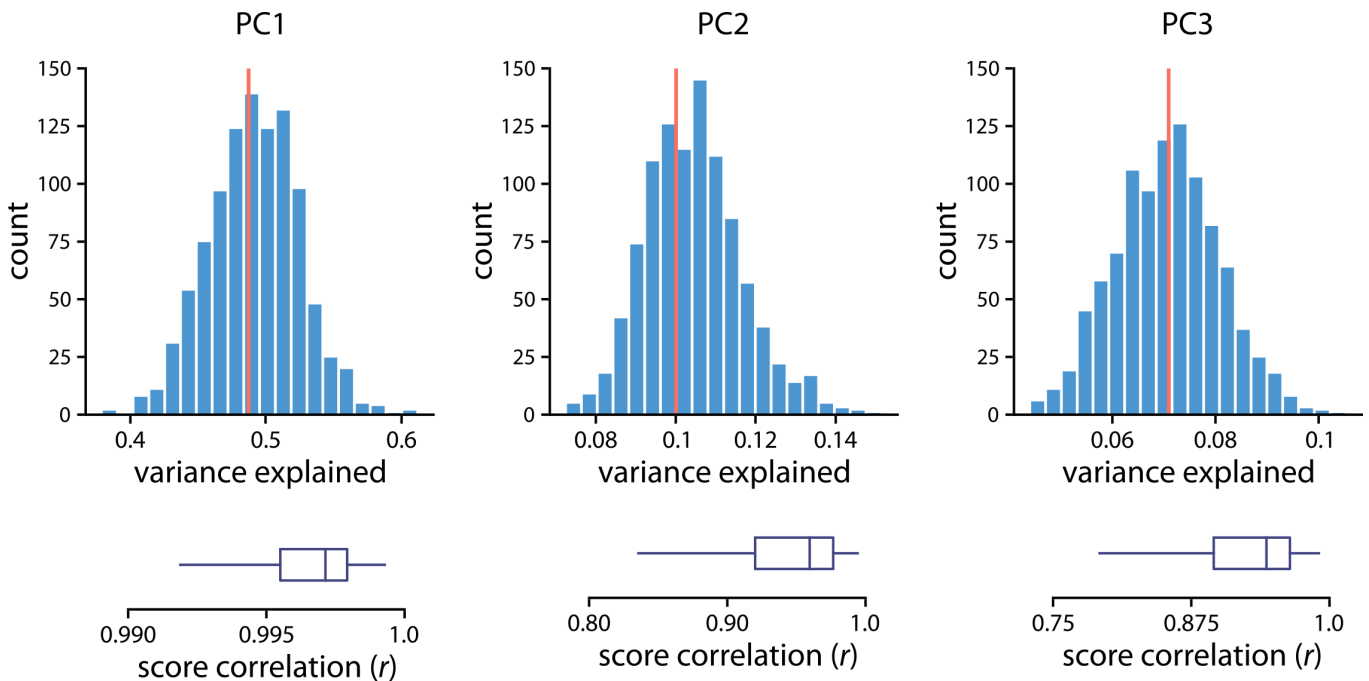 PC1
150
125
100
75
50
25
0
count
0.4 0.5 0.6
variance explained
0.990 0.995 1.0
score correlation (r)
PC2
150
125
100
75
50
25
0
count
0.08 0.1 0.12 0.14
variance explained
0.80 0.90 1.0
score correlation (r)
PC3
150
125
100
75
50
25
0
count
0.06 0.08 0.1
variance explained
0.75 0.875 1.0
score correlation (r)